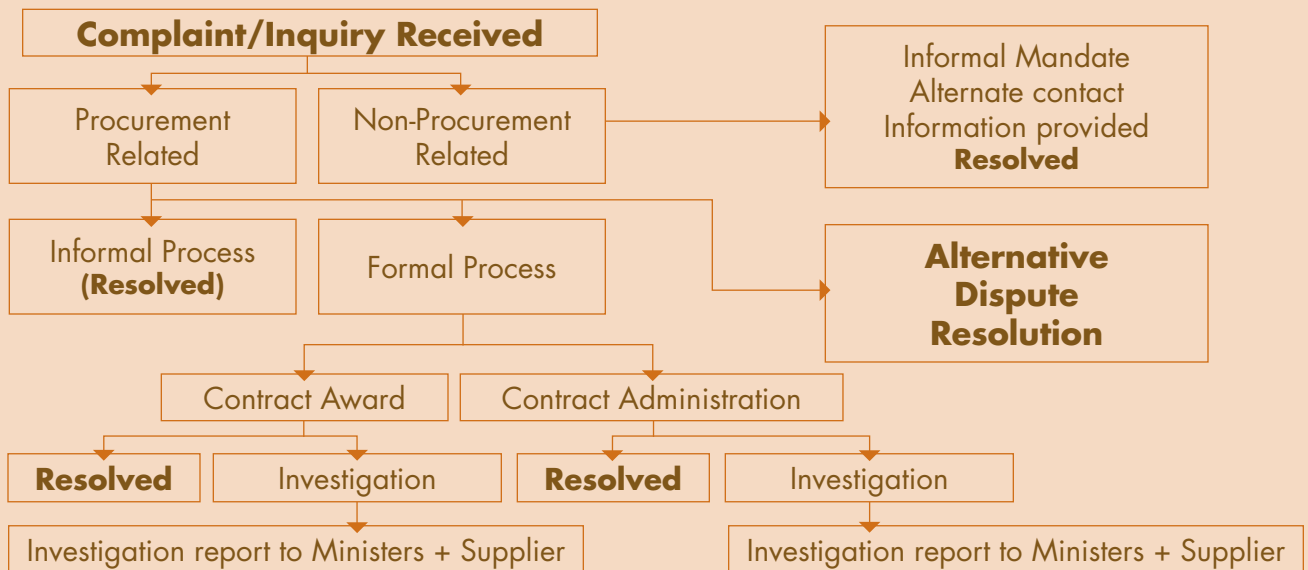 Complaint/Inquiry Received
Procurement
Related
Non-Procurement
Related
Informal Mandate
Alternate contact
Information provided
Resolved
Informal Process
(Resolved)
Formal Process
Alternative
Dispute
Resolution
Contract Award
Contract Administration
Resolved
Investigation
Resolved
Investigation
Investigation report to Ministers + Supplier
Investigation report to Ministers + Supplier